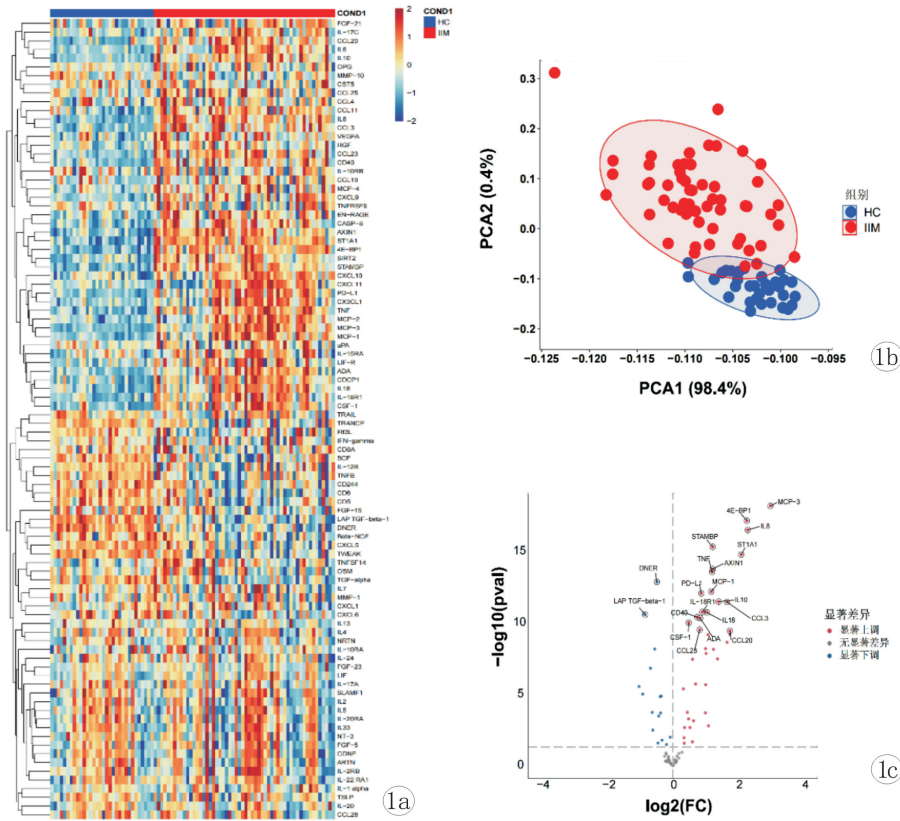 COND1
FGF-21
IL-17C
CCL20
IL6
IL10
OPG
MMP-10
CST5
CCL25
CCL4
CCL11
IL8
CCL3
VEGFA
HGF
CCL23
CD40
IL-10RB
CCL19
MCP-4
CXCL9
TNFRSF9
EN-RAGE
CASP-8
AXIN1
ST1A1
4E-BP1
SIRT2
STAMBP
CXCL10
CXCL11
PD-L1
CX3CL1
TNF
MCP-2
MCP-3
MCP-1
uPA
IL-15RA
LIF-R
ADA
CDCP1
IL18
IL-18R1
CSF-1
TRAIL
TRANCE
Flt3L
IFN-gamma
CD8A
SCF
IL-12B
TNFB
CD244
CD6
CD5
FGF-19
LAP TGF-beta-1
DNER
Beta-NGF
CXCL5
TWEAK
TNFSF14
OSM
TGF-alpha
IL7
MMP-1
CXCL1
CXCL6
IL13
IL4
NRTN
IL-10RA
IL-24
FGF-23
LIF
IL-17A
SLAMF1
IL2
IL5
IL-20RA
IL33
NT-3
FGF-5
GDNF
ARTN
IL-2RB
IL-22 RA1
IL-1 alpha
TSLP
IL-20
CCL28
2
1
0
−1
−2
COND1
HC
IIM
1a
PCA2 (0.4%)
0.3
0.2
0.1
0.0
−0.1
−0.2
−0.125
−0.120
−0.115
−0.110
−0.105
−0.100
−0.095
PCA1 (98.4%)
组别
HC
IIM
1b
−log10(pval)
15
10
5
0
−4
−2
0
2
4
log2(FC)
MCP-3
4E-BP1
IL8
STAMBP
ST1A1
TNF
AXIN1
DNER
PD-L1
MCP-1
LAP TGF-beta-1
IL-18R1
IL10
CD40
IL18
CCL3
CSF-1
ADA
CCL20
显著差异
显著上调
无显著差异
显著下调
1c